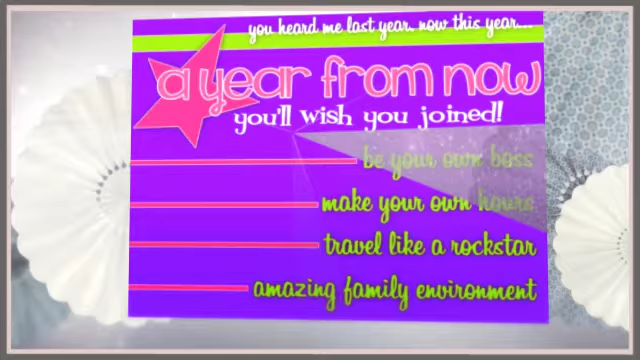 you heard me last year. now this year....
a year from now
you'll wish you joined!
be your own boss
make your own hours
travel like a rockstar
amazing family environment